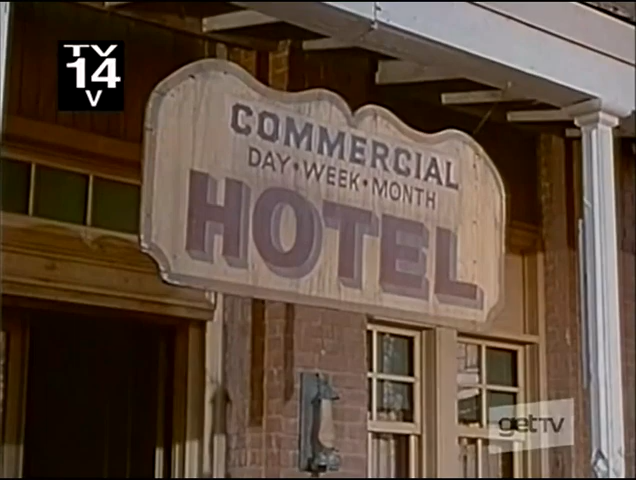 TV
14
V
COMMERCIAL
DAY • WEEK • MONTH
HOTEL
getTV